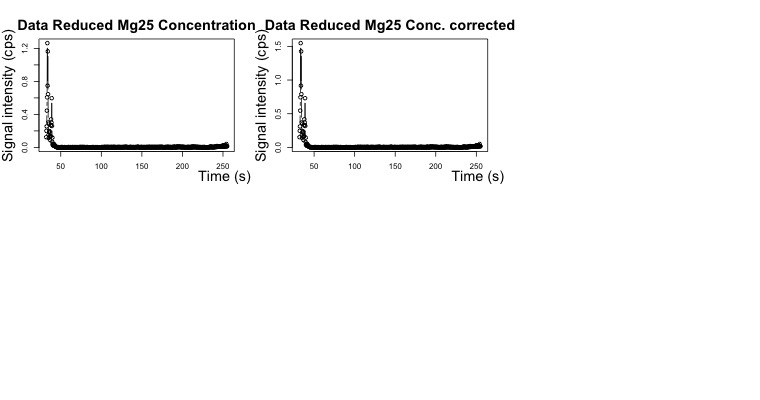 Data Reduced Mg25 Concentration
Signal intensity (cps)
0.0 0.4 0.8 1.2
50 100 150 200 250
Time (s)
Data Reduced Mg25 Conc. corrected
Signal intensity (cps)
0.0 0.5 1.0 1.5
50 100 150 200 250
Time (s)